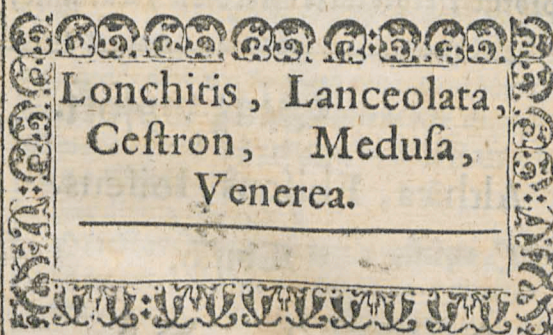 Lonchitis, Lanceolata,
Ceſtron, Meduſa,
Venerea.